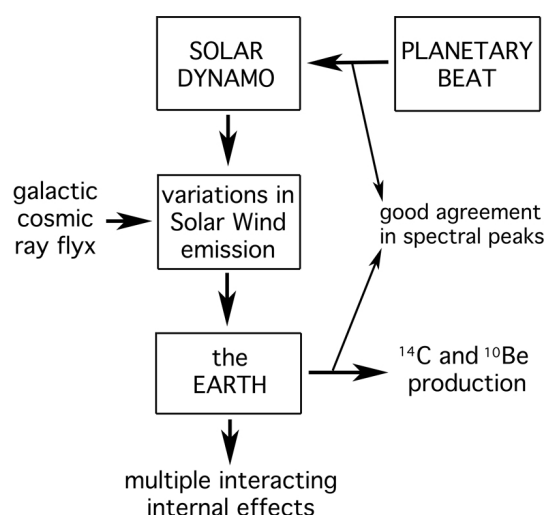 SOLAR
DYNAMO
PLANETARY
BEAT
galactic
cosmic
ray flyx
variations in
Solar Wind
emission
good agreement
in spectral peaks
the
EARTH
¹⁴C and ¹⁰Be
production
multiple interacting
internal effects